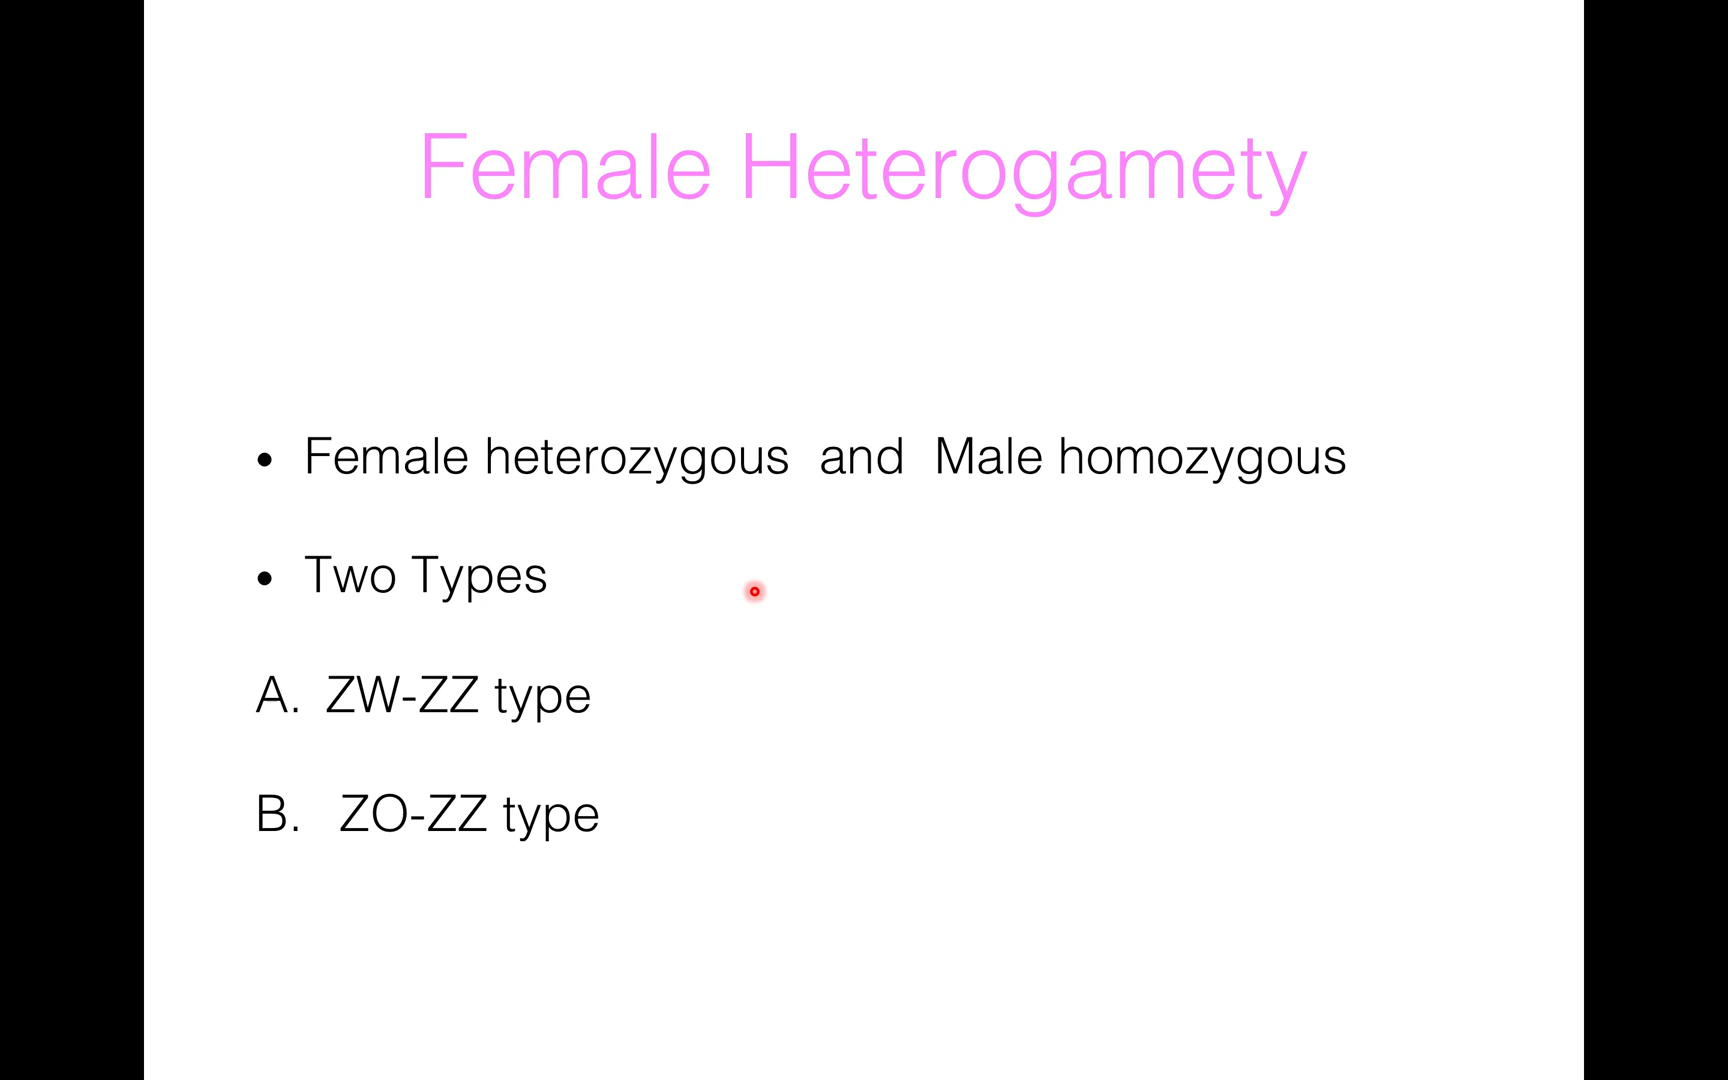 Female Heterogamety
• Female heterozygous and Male homozygous
• Two Types
A. ZW-ZZ type
B. ZO-ZZ type